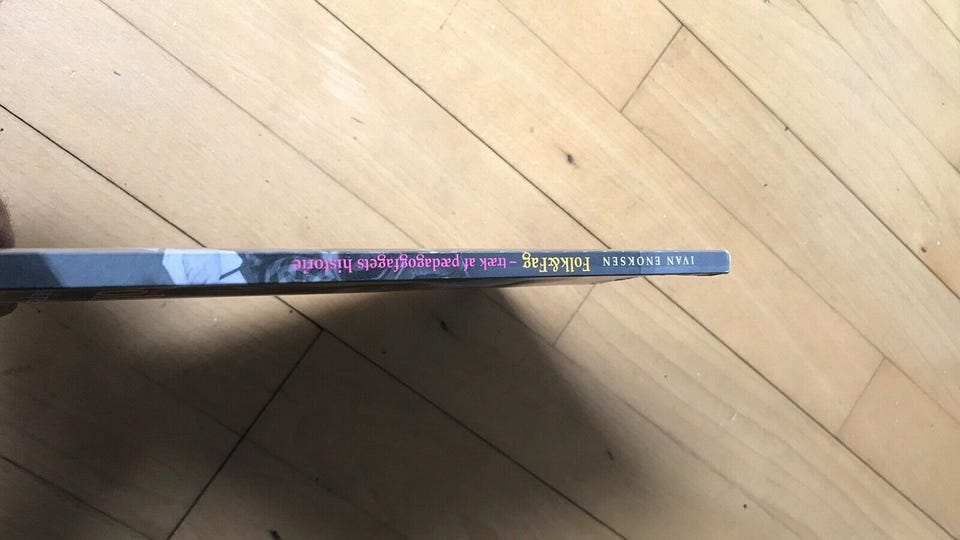 IVAN ENOKSEN Folk&Fag – træk af pædagogfagets historie